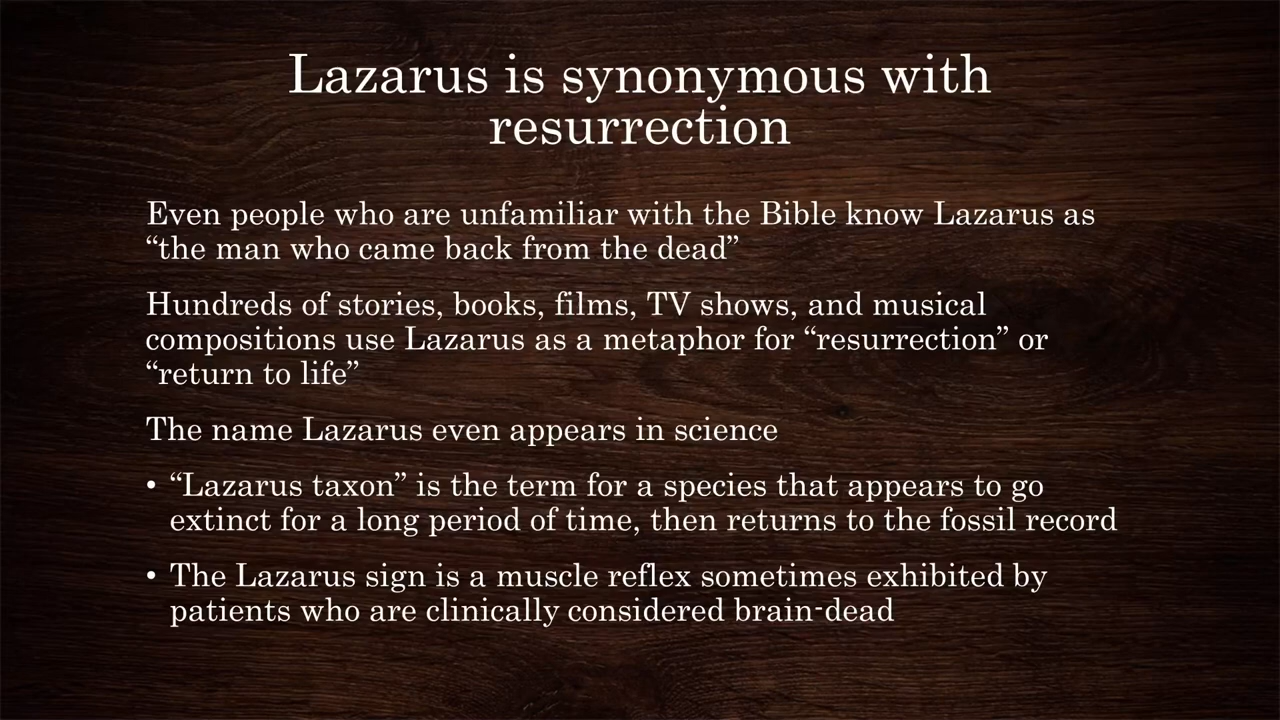 Lazarus is synonymous with
resurrection
Even people who are unfamiliar with the Bible know Lazarus as
“the man who came back from the dead”
Hundreds of stories, books, films, TV shows, and musical
compositions use Lazarus as a metaphor for “resurrection” or
“return to life”
The name Lazarus even appears in science
• “Lazarus taxon” is the term for a species that appears to go
extinct for a long period of time, then returns to the fossil record
• The Lazarus sign is a muscle reflex sometimes exhibited by
patients who are clinically considered brain-dead